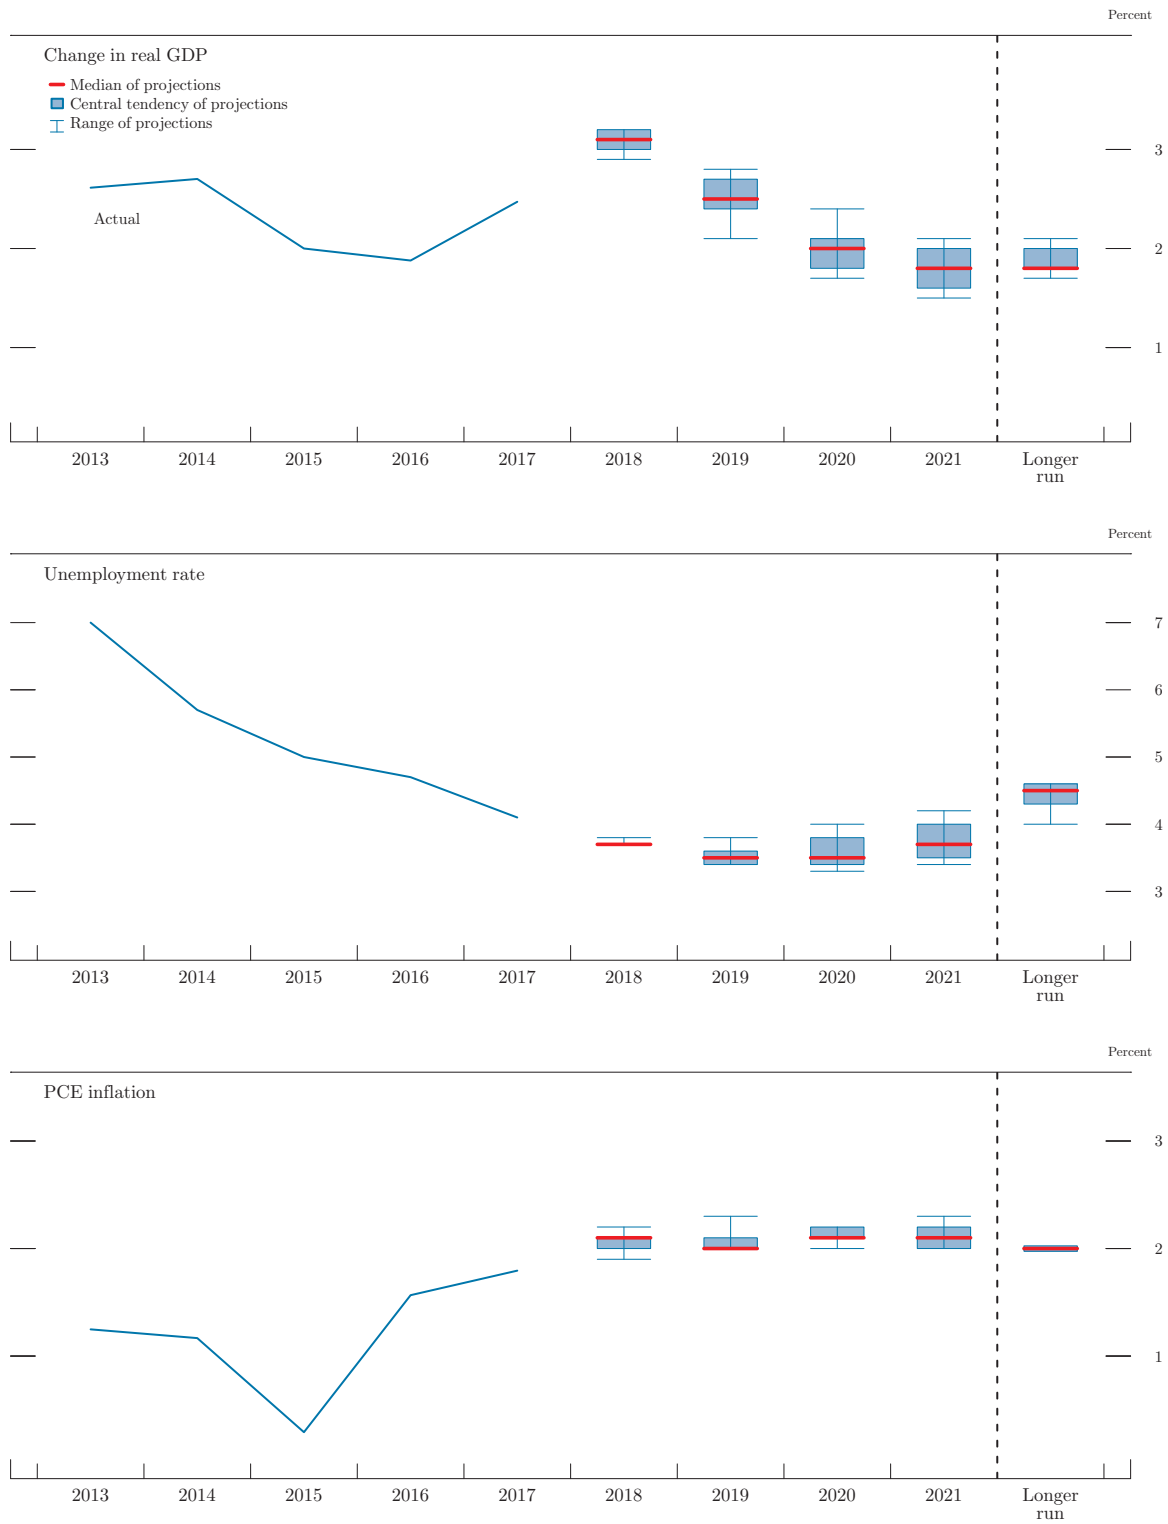 Percent
Change in real GDP
Median of projections
Central tendency of projections
Range of projections
Actual
3
2
1
2013 2014 2015 2016 2017 2018 2019 2020 2021 Longer
run
Percent
Unemployment rate
7
6
5
4
3
2013 2014 2015 2016 2017 2018 2019 2020 2021 Longer
run
Percent
PCE inflation
3
2
1
2013 2014 2015 2016 2017 2018 2019 2020 2021 Longer
run